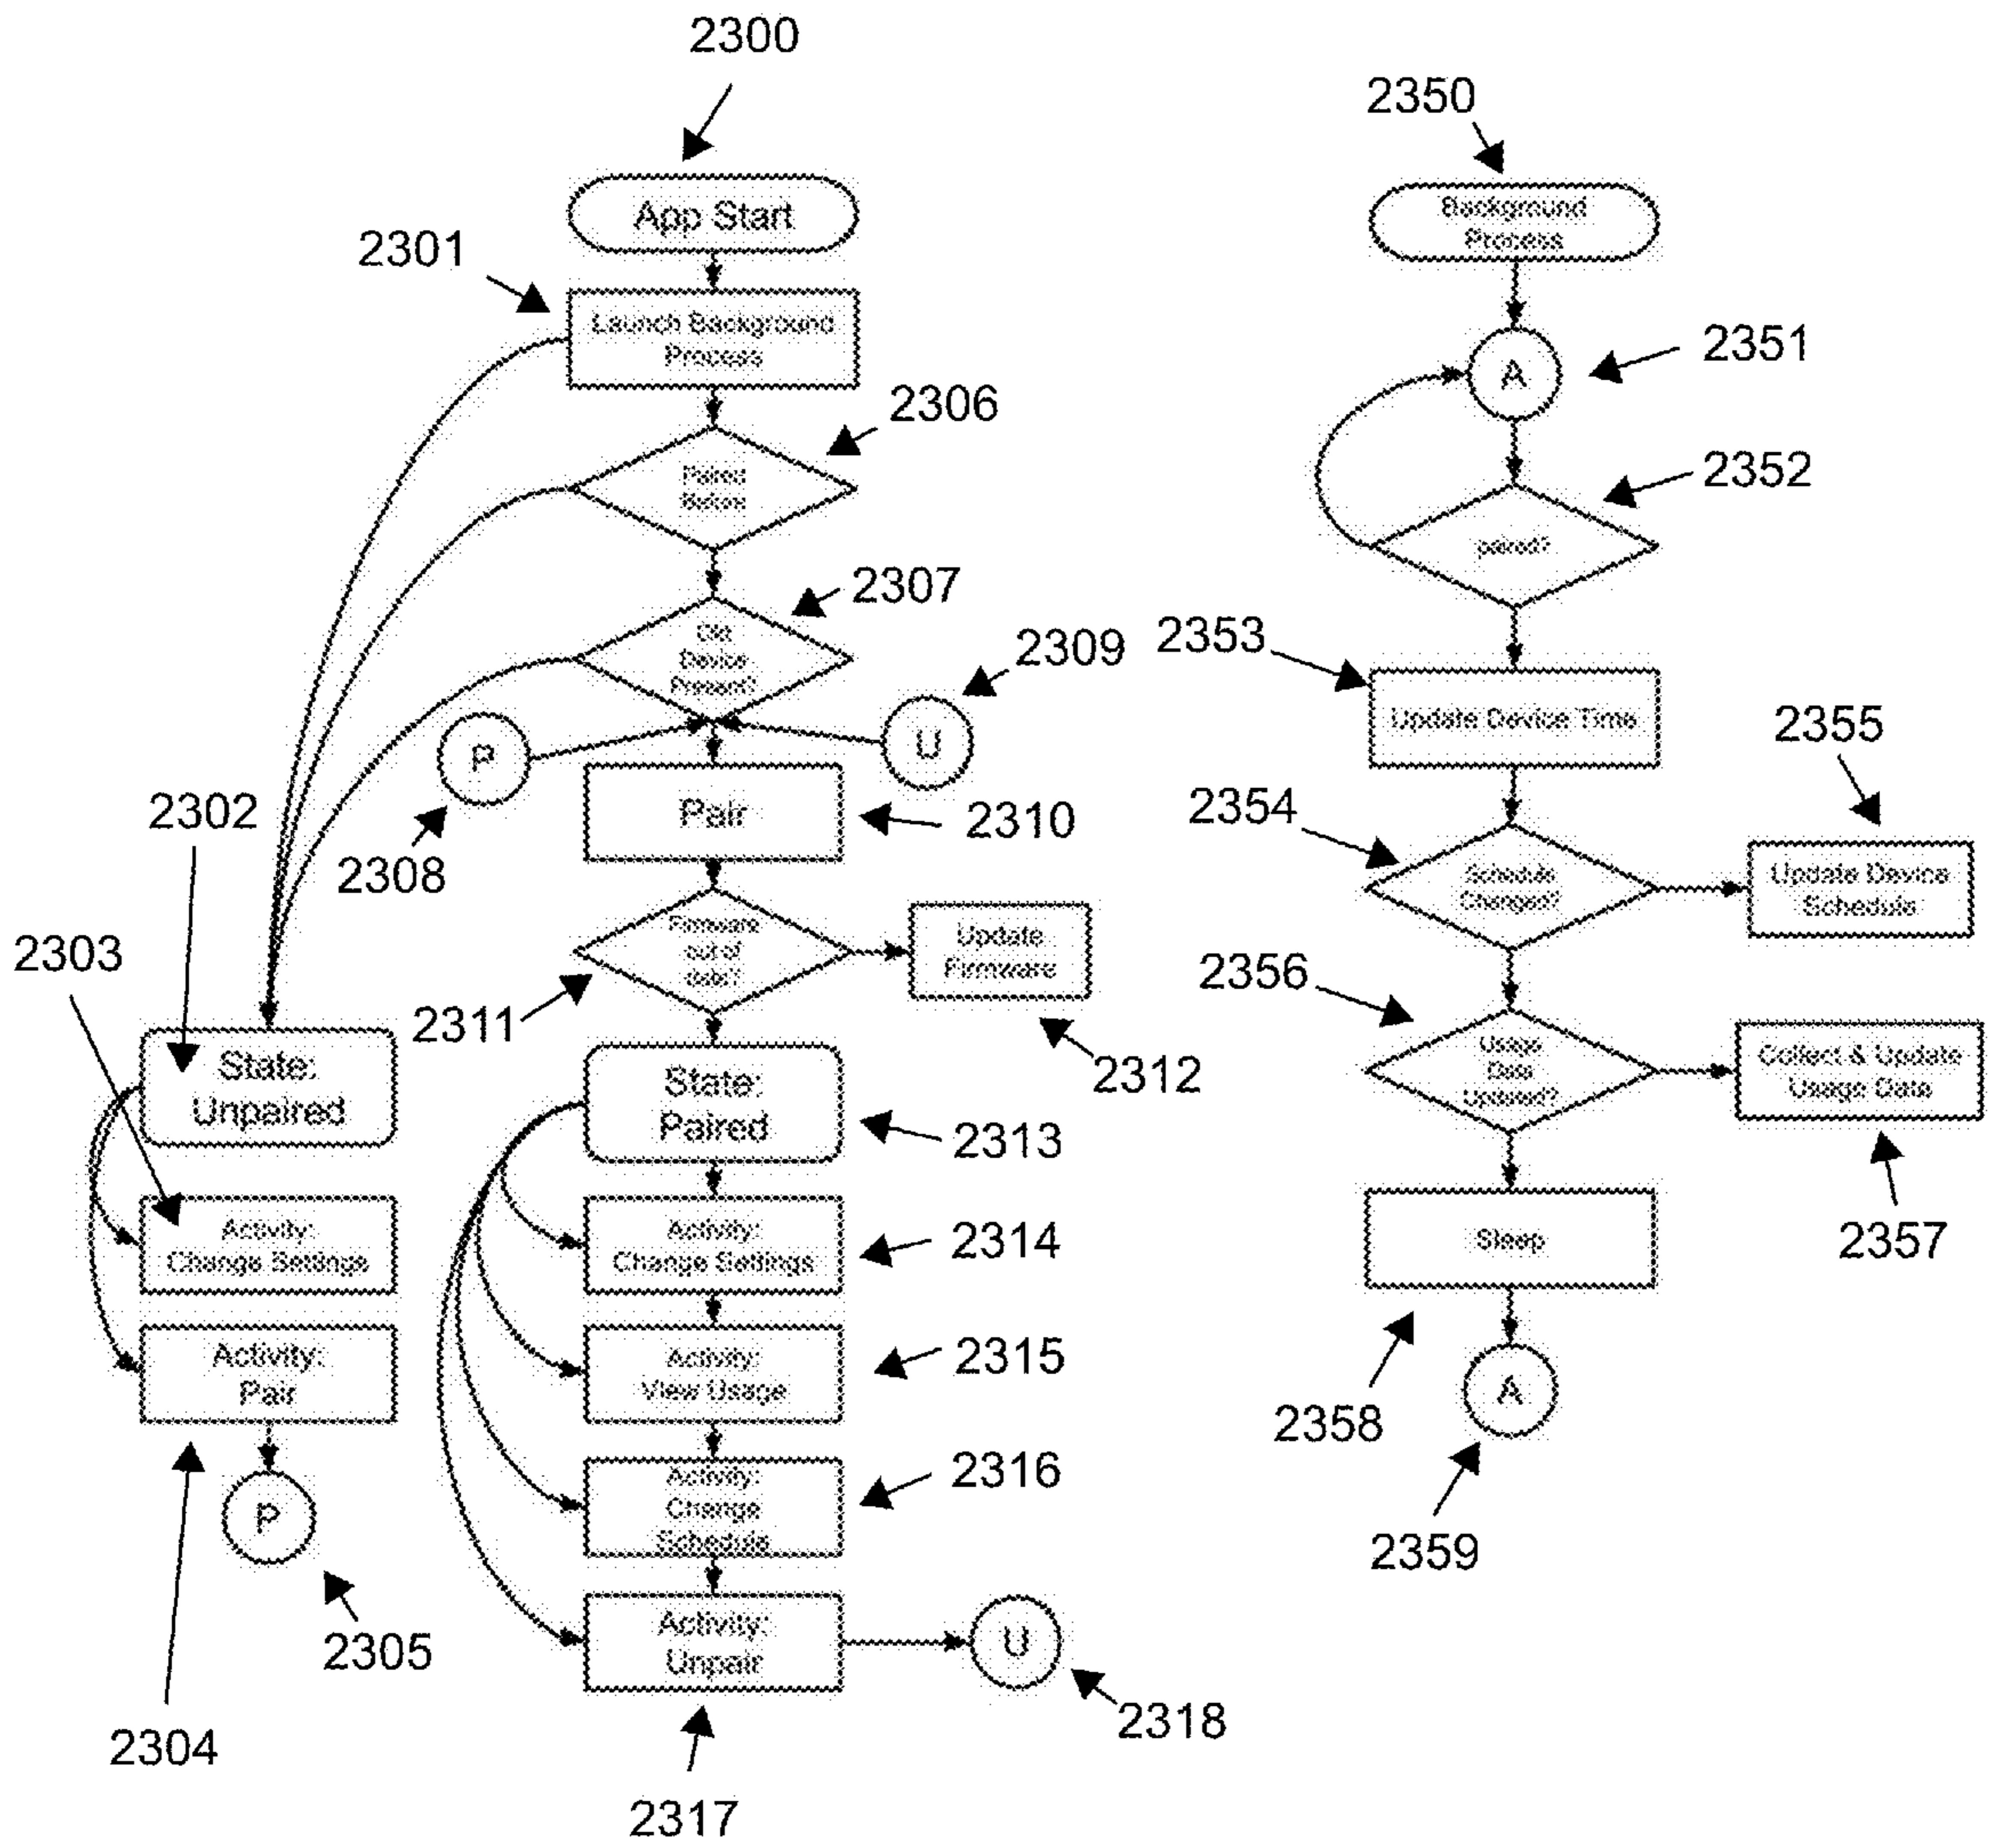 2300
App Start
2301
Launch Background
Process
2306
Paired
Before
2307
Old
Device
Present?
2308
P
2309
U
2310
Pair
2302
State:
Unpaired
2303
Activity:
Change Settings
2304
Activity:
Pair
2305
P
2311
Firmware
out of
date?
2312
Update
Firmware
2313
State:
Paired
2314
Activity:
Change Settings
2315
Activity:
View Usage
2316
Activity:
Change
Schedule
2317
Activity:
Unpair
2318
U
2350
Background
Process
2351
A
2352
paired?
2353
Update Device Time
2354
Schedule
Changes?
2355
Update Device
Schedule
2356
Usage
Data
Updated?
2357
Collect & Update
Usage Data
2358
Sleep
2359
A